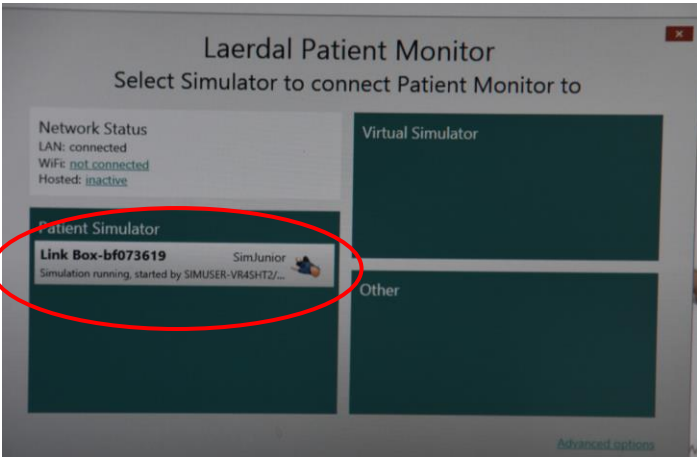 Laerdal Patient Monitor
Select Simulator to connect Patient Monitor to
Network Status
LAN: connected
WiFi: not connected
Hosted: inactive
Patient Simulator
Link Box-bf073619 SimJunior
Simulation running, started by SIMUSER-VR4SHT2/...
Virtual Simulator
Other
Advanced options